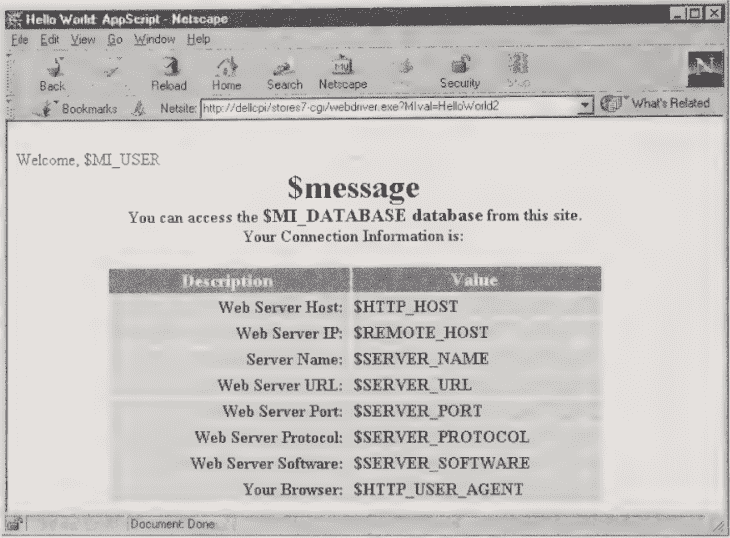 Hello World: AppScript - Netscape
File Edit View Go Window Help
Back Reload Home Search Netscape Security Stop
Bookmarks Netsite: http://dellcpi/stores7-cgi/webdriver.exe?MIval=HelloWorld2 What's Related
Welcome, $MI_USER
$message
You can access the $MI_DATABASE database from this site.
Your Connection Information is:
Description Value
Web Server Host: $HTTP_HOST
Web Server IP: $REMOTE_HOST
Server Name: $SERVER_NAME
Web Server URL: $SERVER_URL
Web Server Port: $SERVER_PORT
Web Server Protocol: $SERVER_PROTOCOL
Web Server Software: $SERVER_SOFTWARE
Your Browser: $HTTP_USER_AGENT
Document: Done